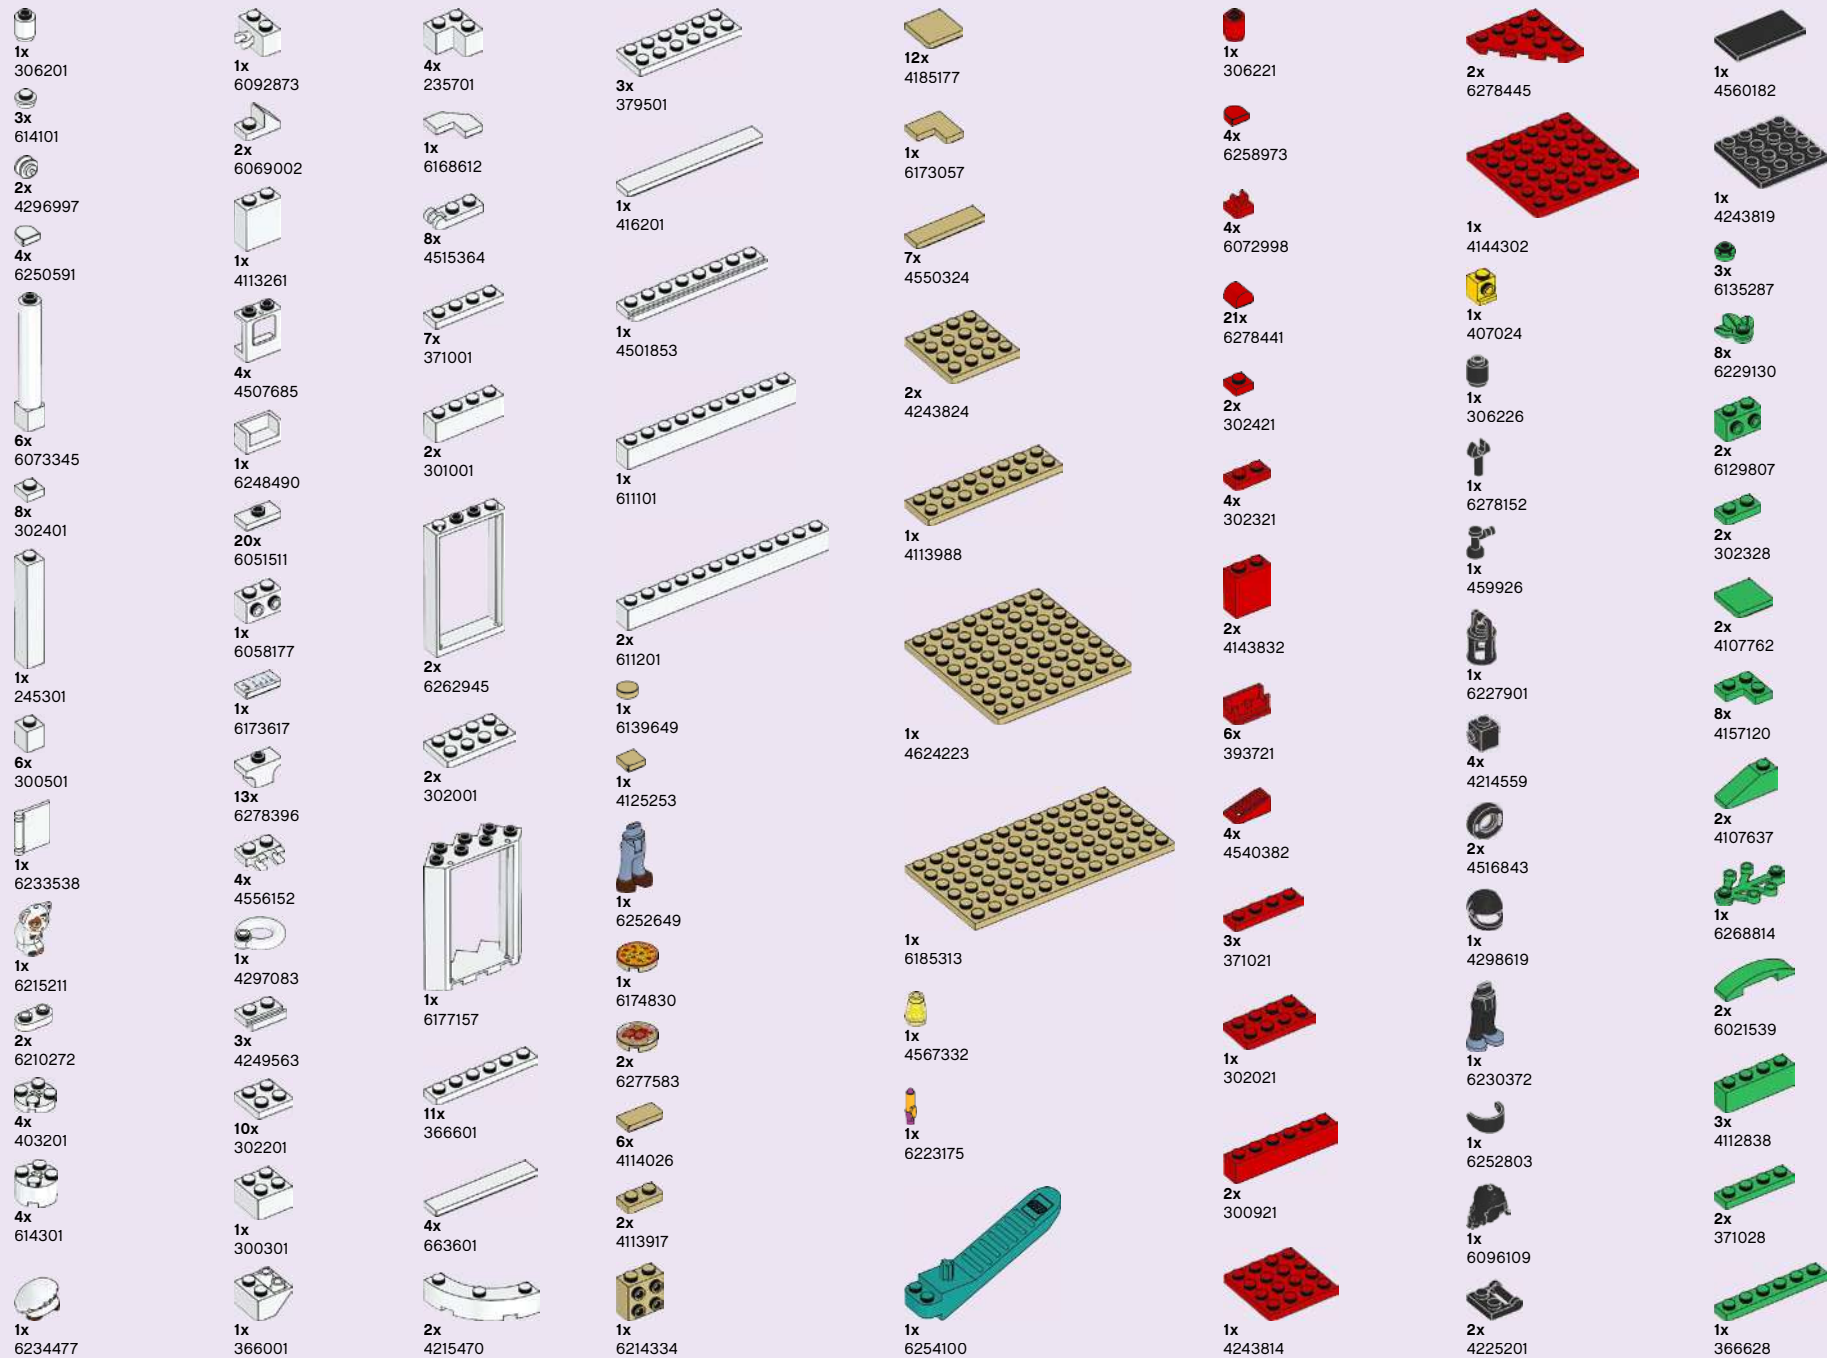 1x
306201
3x
614101
2x
4296997
4x
6250591
6x
6073345
8x
302401
1x
245301
6x
300501
1x
6233538
1x
6215211
2x
6210272
4x
403201
4x
614301
1x
6234477
1x
6092873
2x
6069002
1x
4113261
4x
4507685
1x
6248490
20x
6051511
1x
6058177
1x
6173617
13x
6278396
4x
4556152
1x
4297083
3x
4249563
10x
302201
1x
300301
1x
366001
4x
235701
1x
6168612
8x
4515364
7x
371001
2x
301001
2x
6262945
2x
302001
1x
6177157
11x
366601
4x
663601
2x
4215470
3x
379501
1x
416201
1x
4501853
1x
611101
2x
611201
1x
6139649
1x
4125253
1x
6252649
1x
6174830
2x
6277583
6x
4114026
2x
4113917
1x
6214334
12x
4185177
1x
6173057
7x
4550324
2x
4243824
1x
4113988
1x
4624223
1x
6185313
1x
4567332
1x
6223175
1x
6254100
1x
306221
4x
6258973
4x
6072998
21x
6278441
2x
302421
4x
302321
2x
4143832
6x
393721
4x
4540382
3x
371021
1x
302021
2x
300921
1x
4243814
2x
6278445
1x
4144302
1x
407024
1x
306226
1x
6278152
1x
459926
1x
6227901
4x
4214559
2x
4516843
1x
4298619
1x
6230372
1x
6252803
1x
6096109
2x
4225201
1x
4560182
1x
4243819
3x
6135287
8x
6229130
2x
6129807
2x
302328
2x
4107762
8x
4157120
2x
4107637
1x
6268814
2x
6021539
3x
4112838
2x
371028
1x
366628